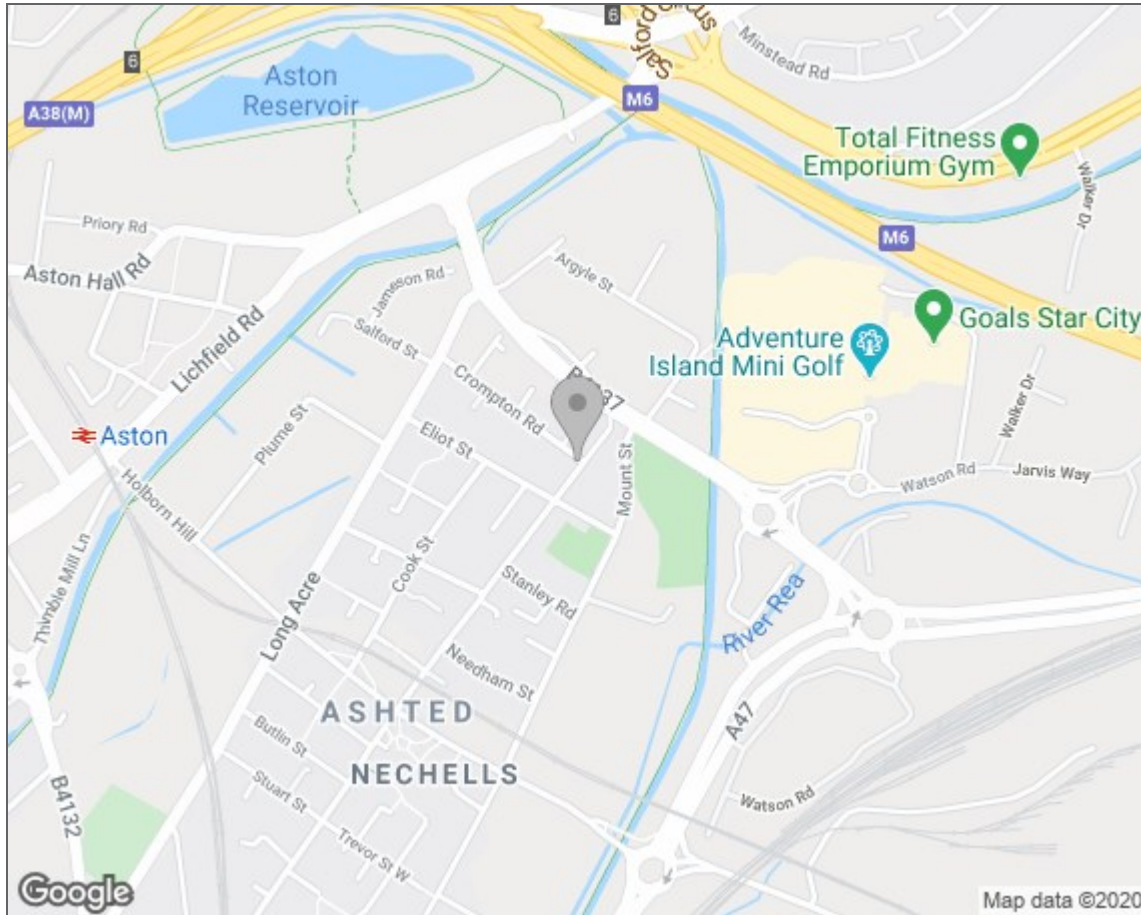 6
6
Salford Circus
Minstead Rd
Aston
Reservoir
A38(M)
M6
Total Fitness
Emporium Gym
Walker Dr
Priory Rd
Aston Hall Rd
M6
Argyle St
Jameson Rd
Lichfield Rd
Salford St
Goals Star City
Adventure
Island Mini Golf
Crompton Rd
Walker Dr
Plume St
Eliot St
Aston
Mount St
Watson Rd
Jarvis Way
Holborn Hill
Thimble Mill Ln
Cook St
Stanley Rd
Long Acre
River Rea
Needham St
ASHTED
A47
Butlin St
NECHELLS
Stuart St
Watson Rd
B4132
Trevor St W
Google
Map data ©2020